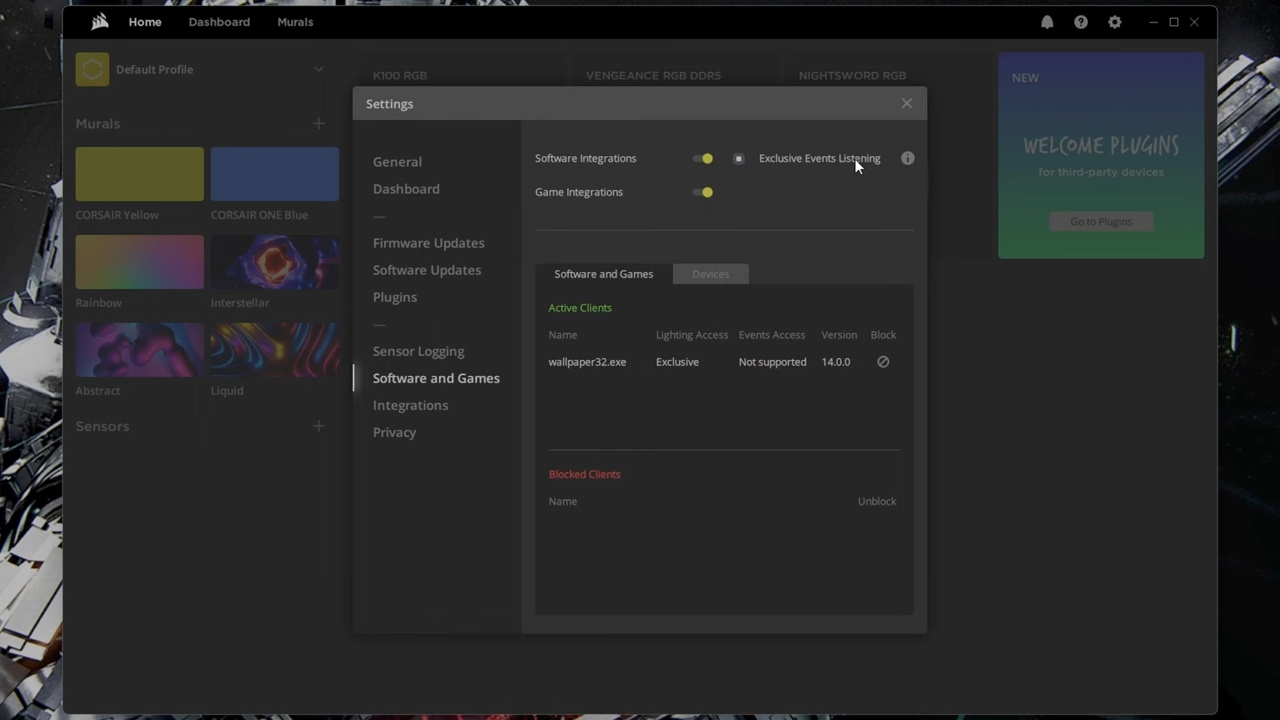 Home Dashboard Murals
Default Profile
K100 RGB VENGEANCE RGB DDR5 NIGHTSWORD RGB
NEW
WELCOME PLUGINS
for third-party devices
Go to Plugins
Murals
CORSAIR Yellow CORSAIR ONE Blue
Rainbow Interstellar
Abstract Liquid
Sensors
Settings
General
Dashboard
Firmware Updates
Software Updates
Plugins
Sensor Logging
Software and Games
Integrations
Privacy
Software Integrations Exclusive Events Listening
Game Integrations
Software and Games Devices
Active Clients
Name Lighting Access Events Access Version Block
wallpaper32.exe Exclusive Not supported 14.0.0
Blocked Clients
Name Unblock